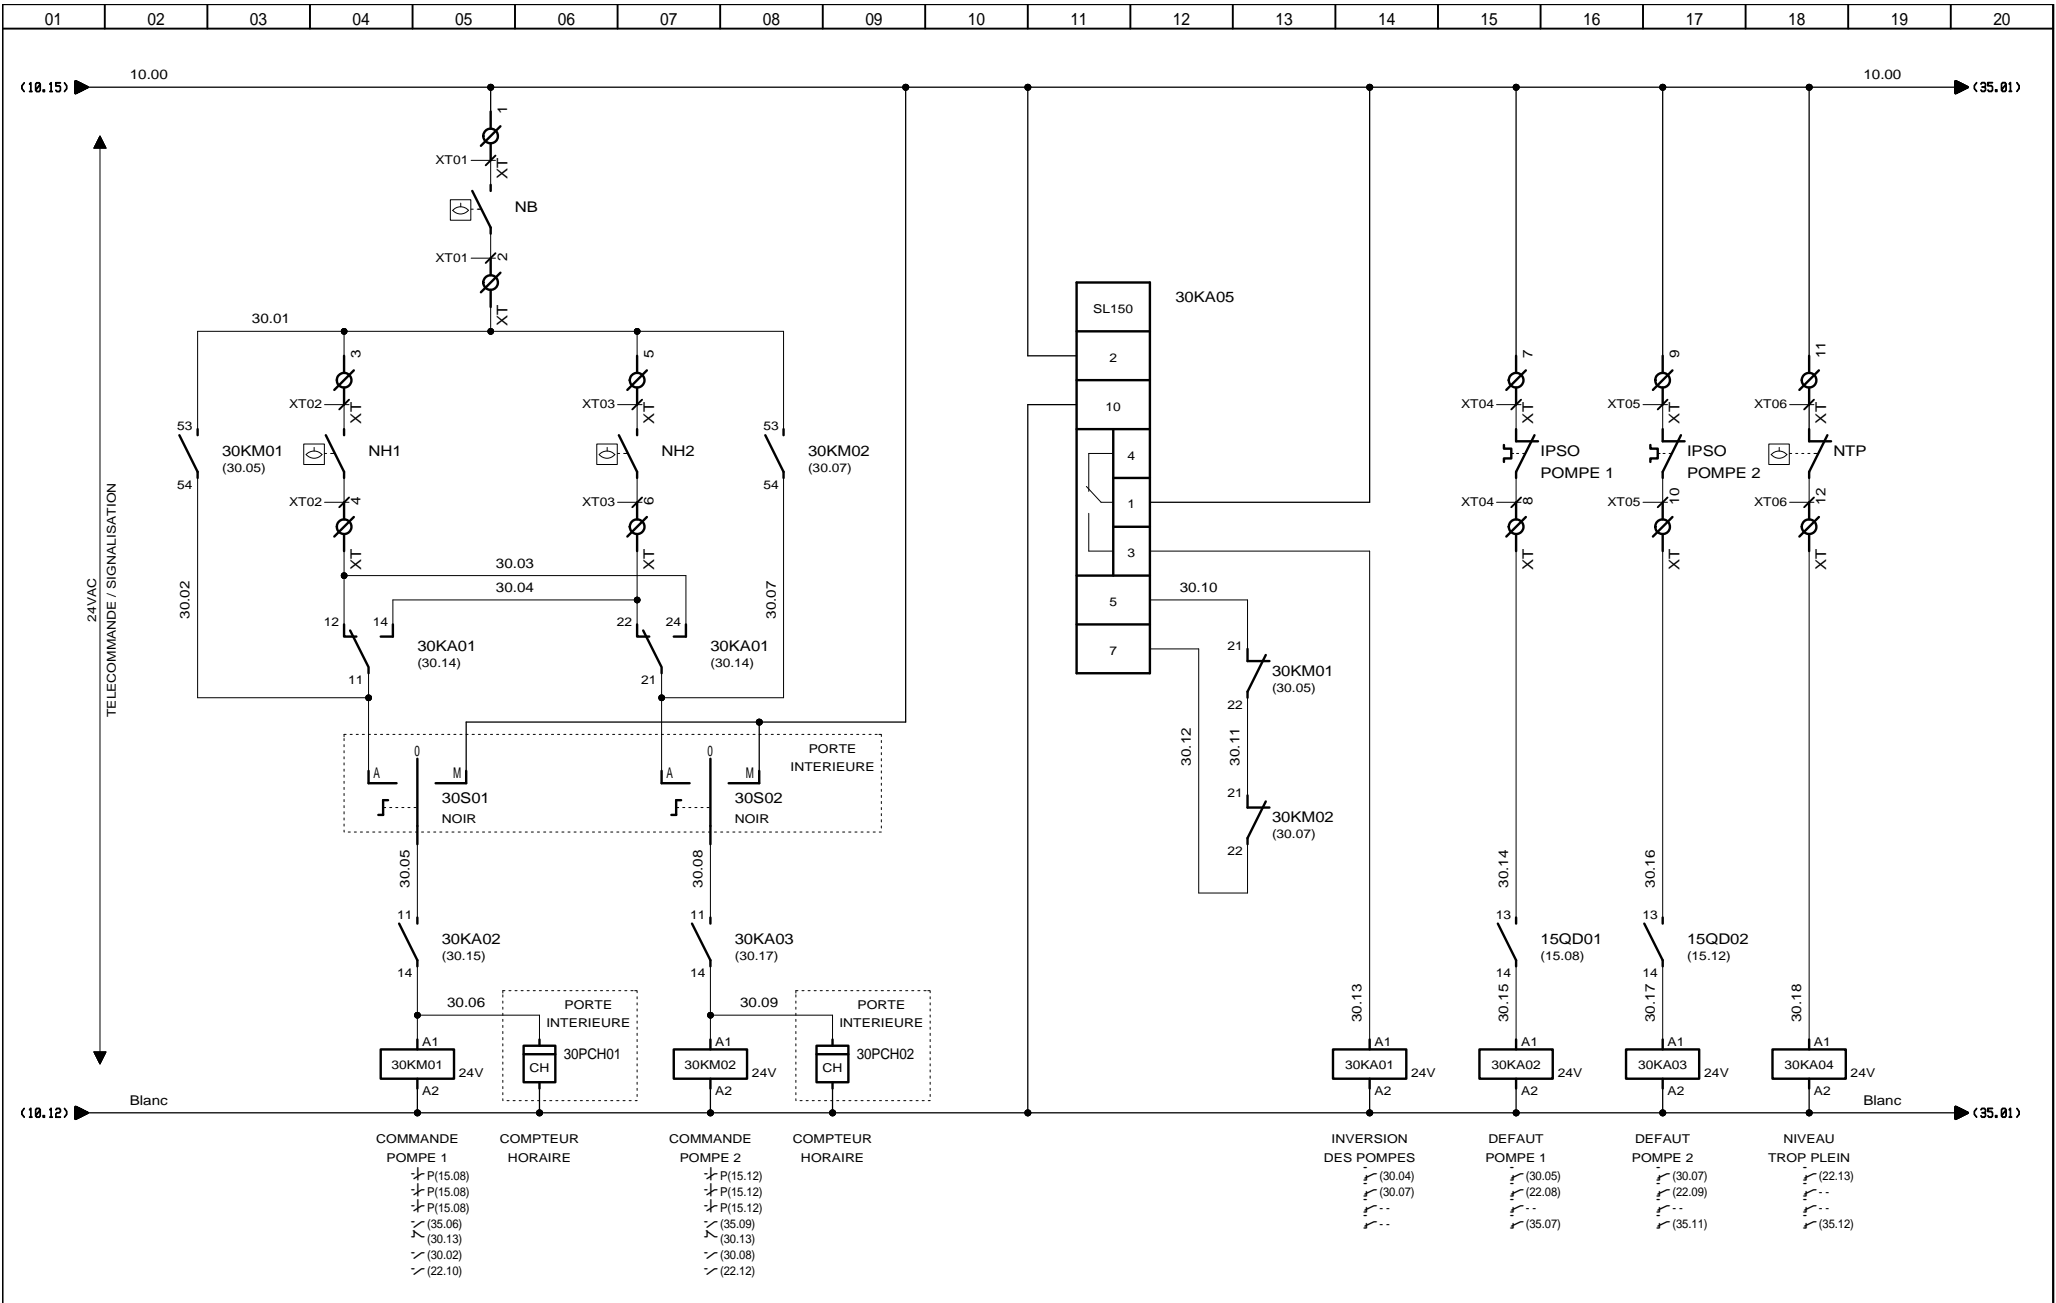 01 02 03 04 05 06 07 08 09 10 11 12 13 14 15 16 17 18 19 20
(10.15) 10.00 10.00 (35.01)
1
XT01 XT
NB
XT01 2
XT
30.01
SL150 30KA05
2
10
4
1
3
5
7
3 5 7 9 11
XT02 XT XT03 XT XT04 XT XT05 XT XT06 XT
53 30KM01 (30.05) 54
NH1
NH2
53 30KM02 (30.07) 54
IPSO POMPE 1
IPSO POMPE 2
NTP
XT02 4 XT03 6 XT04 8 XT05 10 XT06 12
XT XT XT XT XT
24VAC
TELECOMMANDE / SIGNALISATION
30.02
30.03
30.04
30.07
12 14 30KA01 (30.14) 11
22 24 30KA01 (30.14) 21
30.10
21 30KM01 (30.05) 22
30.12
30.11
21 30KM02 (30.07) 22
A 0 M
30S01
NOIR
A 0 M
30S02
NOIR
PORTE
INTERIEURE
30.05
30.08
30.14
30.16
11 30KA02 (30.15) 14
11 30KA03 (30.17) 14
13 15QD01 (15.08) 14
13 15QD02 (15.12) 14
30.06
PORTE
INTERIEURE
30PCH01
CH
30.09
PORTE
INTERIEURE
30PCH02
CH
30.13
30.15
30.17
30.18
A1 30KM01 24V A2
A1 30KM02 24V A2
A1 30KA01 24V A2
A1 30KA02 24V A2
A1 30KA03 24V A2
A1 30KA04 24V A2
(10.12) Blanc Blanc (35.01)
COMMANDE
POMPE 1
P(15.08)
P(15.08)
P(15.08)
(35.06)
(30.13)
(30.02)
(22.10)
COMPTEUR
HORAIRE
COMMANDE
POMPE 2
P(15.12)
P(15.12)
P(15.12)
(35.09)
(30.13)
(30.08)
(22.12)
COMPTEUR
HORAIRE
INVERSION
DES POMPES
(30.04)
(30.07)
--
--
DEFAUT
POMPE 1
(30.05)
(22.08)
--
(35.07)
DEFAUT
POMPE 2
(30.07)
(22.09)
--
(35.11)
NIVEAU
TROP PLEIN
(22.13)
--
--
(35.12)